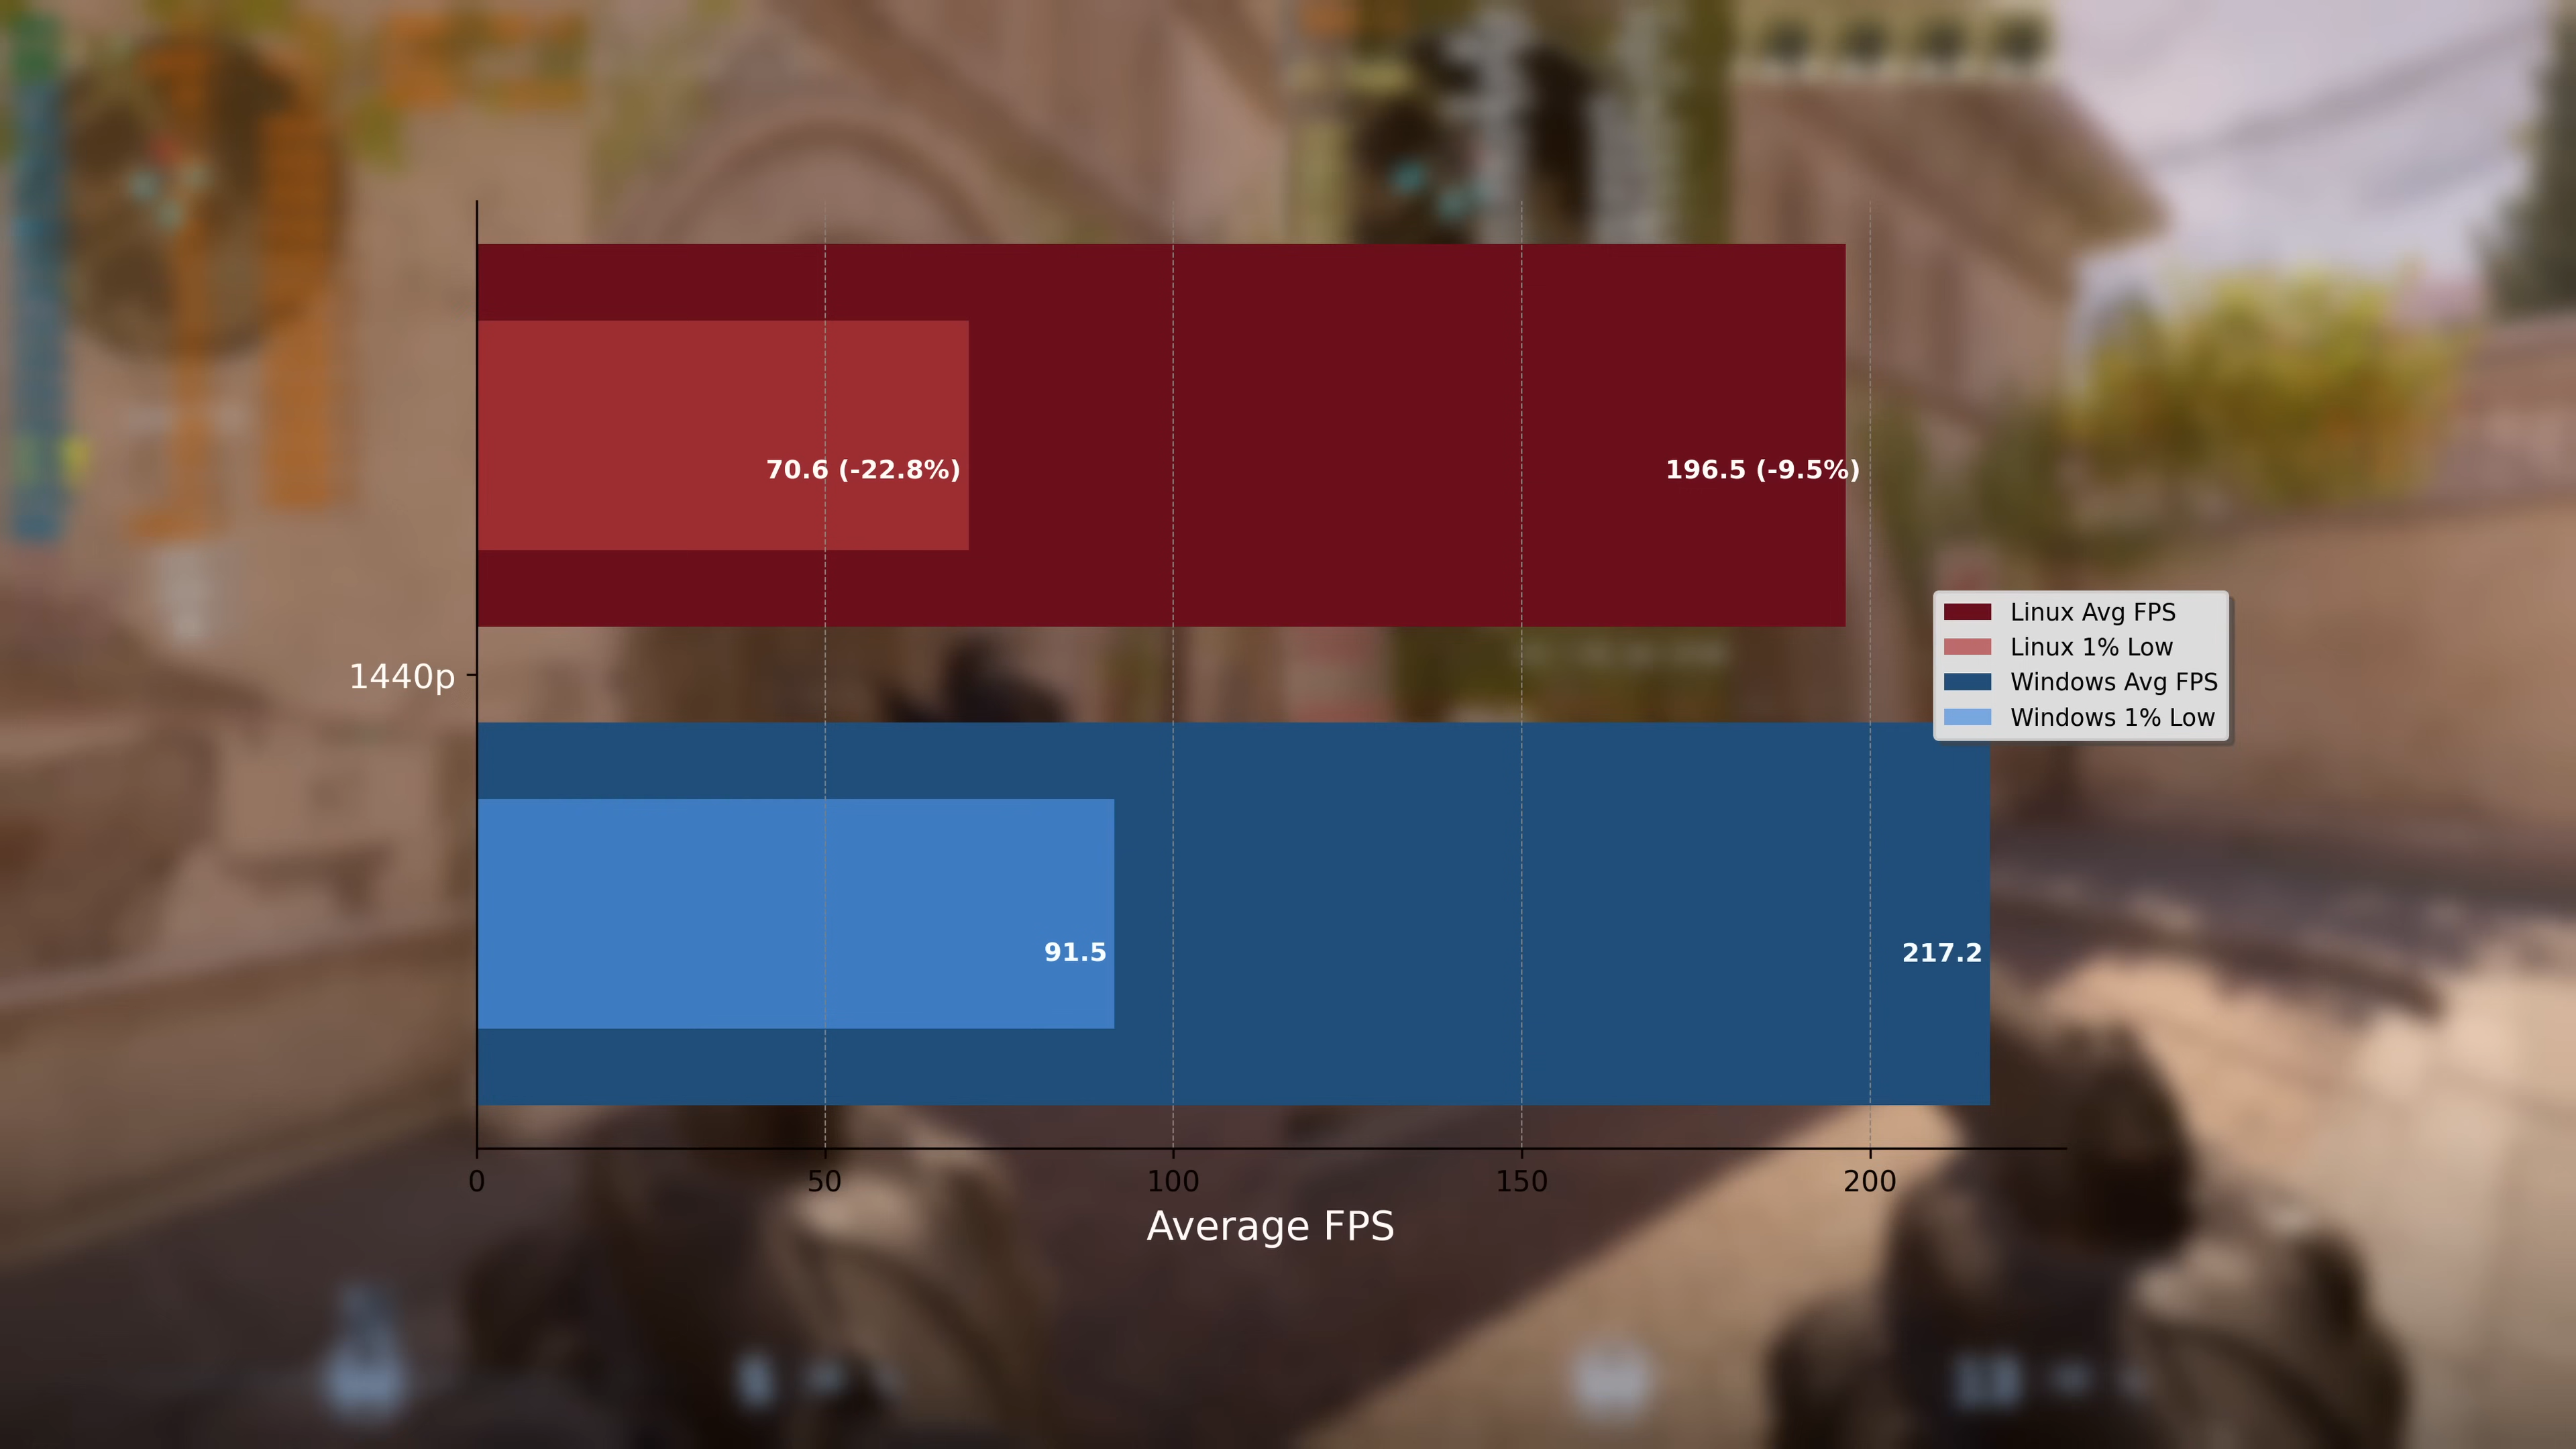 70.6 (-22.8%)
196.5 (-9.5%)
Linux Avg FPS
Linux 1% Low
Windows Avg FPS
Windows 1% Low
1440p
91.5
217.2
0
50
100
150
200
Average FPS